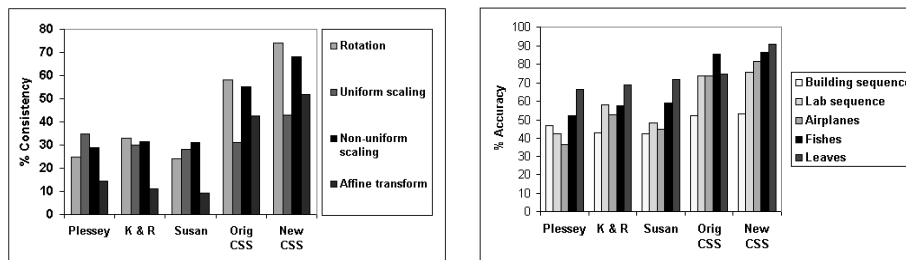 % Consistency
80
70
60
50
40
30
20
10
0
Plessey
K & R
Susan
Orig
CSS
New
CSS
Rotation
Uniform scaling
Non-uniform
scaling
Affine transform
% Accuracy
100
90
80
70
60
50
40
30
20
10
0
Plessey
K & R
Susan
Orig
CSS
New
CSS
Building sequence
Lab sequence
Airplanes
Fishes
Leaves